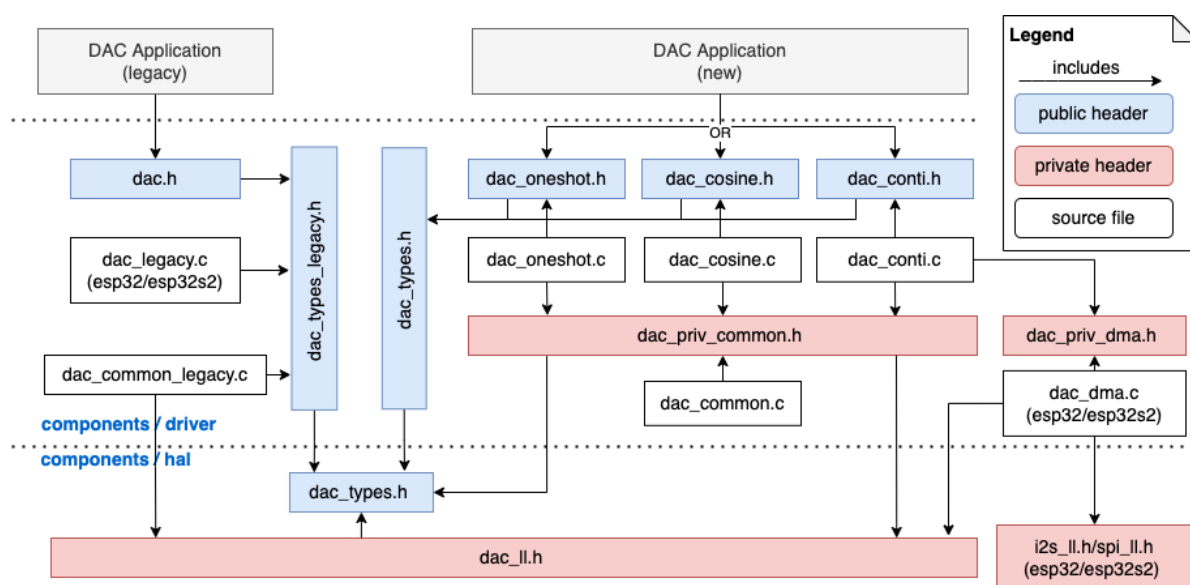 DAC Application
(legacy)
DAC Application
(new)
Legend
includes
public header
private header
source file
OR
dac.h
dac_types_legacy.h
dac_types.h
dac_oneshot.h
dac_cosine.h
dac_conti.h
dac_legacy.c
(esp32/esp32s2)
dac_oneshot.c
dac_cosine.c
dac_conti.c
dac_priv_common.h
dac_priv_dma.h
dac_common_legacy.c
dac_common.c
dac_dma.c
(esp32/esp32s2)
components / driver
components / hal
dac_types.h
dac_ll.h
i2s_ll.h/spi_ll.h
(esp32/esp32s2)